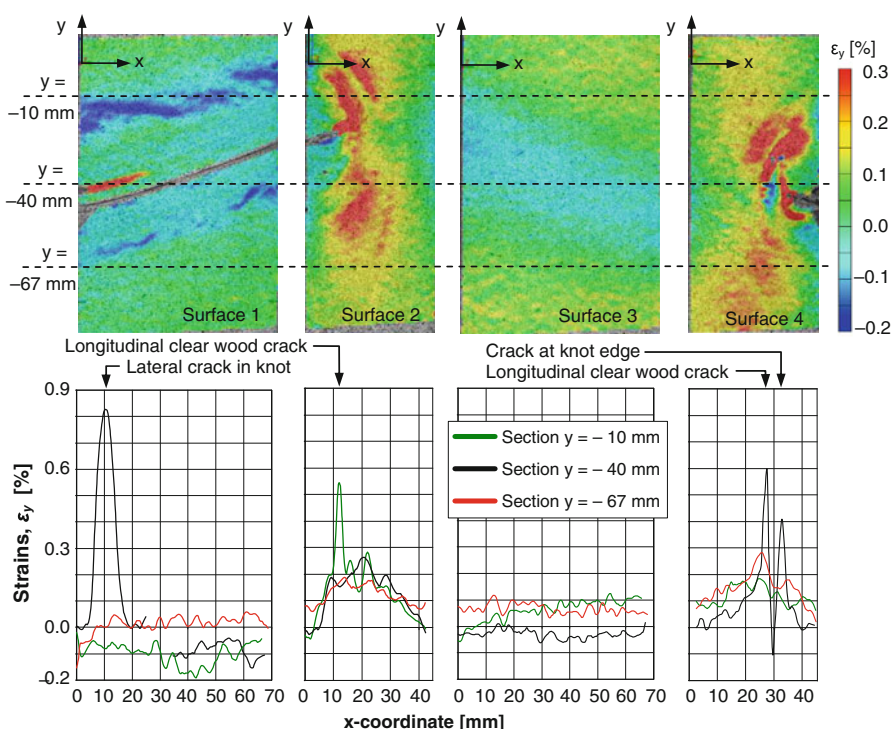 y y y y ε_y [%]
x x x x
y = –10 mm
y = –40 mm
y = –67 mm
0.3
0.2
0.1
0.0
–0.1
–0.2
Surface 1 Surface 2 Surface 3 Surface 4
Longitudinal clear wood crack
Lateral crack in knot
Crack at knot edge
Longitudinal clear wood crack
Strains, ε_y [%]
0.9
0.6
0.3
0.0
–0.2
Section y = – 10 mm
Section y = – 40 mm
Section y = – 67 mm
0 10 20 30 40 50 60 70 0 10 20 30 40 0 10 20 30 40 50 60 70 0 10 20 30 40
x-coordinate [mm]